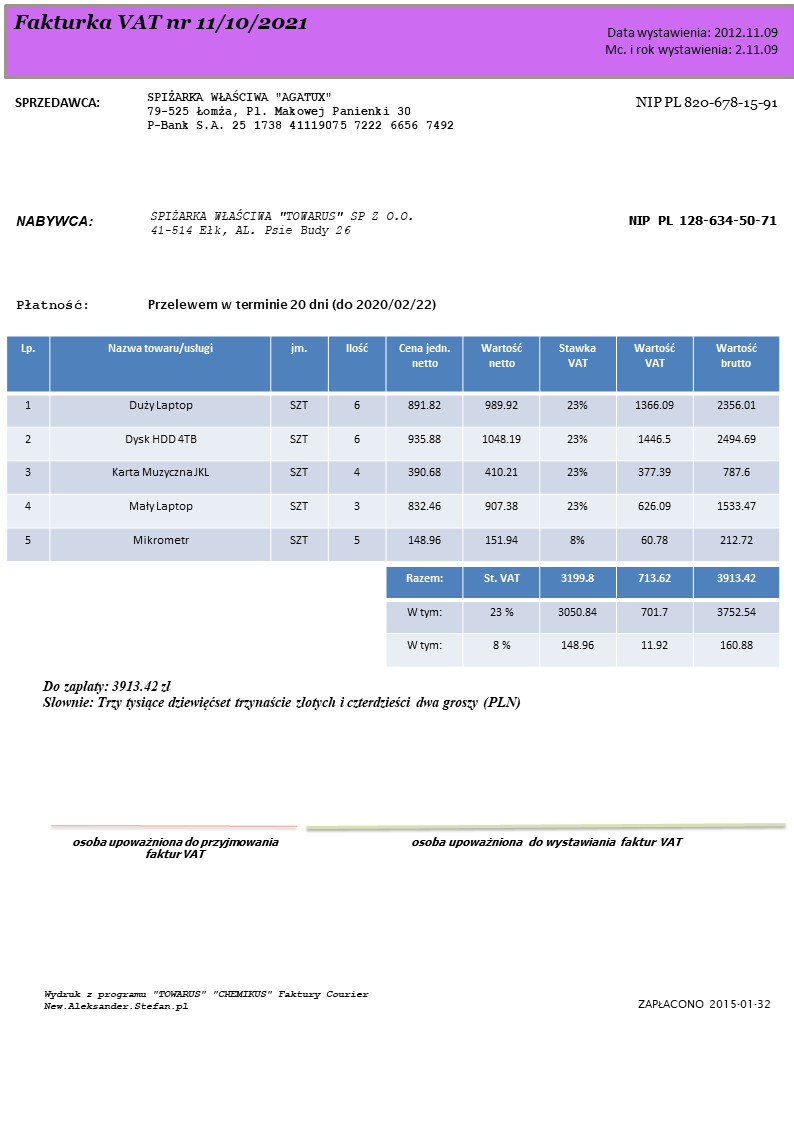 Fakturka VAT nr 11/10/2021
Data wystawienia: 2012.11.09
Mc. i rok wystawienia: 2.11.09
SPRZEDAWCA:
SPIŻARKA WŁAŚCIWA "AGATUX"
79-525 Łomża, Pl. Makowej Panienki 30
P-Bank S.A. 25 1738 41119075 7222 6656 7492
NIP PL 820-678-15-91
NABYWCA:
SPIŻARKA WŁAŚCIWA "TOWARUS" SP Z O.O.
41-514 Ełk, AL. Psie Budy 26
NIP PL 128-634-50-71
Płatność: Przelewem w terminie 20 dni (do 2020/02/22)
Lp. Nazwa towaru/usługi jm. Ilość Cena jedn. netto Wartość netto Stawka VAT Wartość VAT Wartość brutto
1 Duży Laptop SZT 6 891.82 989.92 23% 1366.09 2356.01
2 Dysk HDD 4TB SZT 6 935.88 1048.19 23% 1446.5 2494.69
3 Karta Muzyczna JKL SZT 4 390.68 410.21 23% 377.39 787.6
4 Mały Laptop SZT 3 832.46 907.38 23% 626.09 1533.47
5 Mikrometr SZT 5 148.96 151.94 8% 60.78 212.72
Razem: St. VAT 3199.8 713.62 3913.42
W tym: 23 % 3050.84 701.7 3752.54
W tym: 8 % 148.96 11.92 160.88
Do zapłaty: 3913.42 zł
Słownie: Trzy tysiące dziewięćset trzynaście złotych i czterdzieści dwa groszy (PLN)
osoba upoważniona do przyjmowania
faktur VAT
osoba upoważniona do wystawiania faktur VAT
Wydruk z programu "TOWARUS" "CHEMIKUS" Faktury Courier
New.Aleksander.Stefan.pl
ZAPŁACONO 2015-01-32